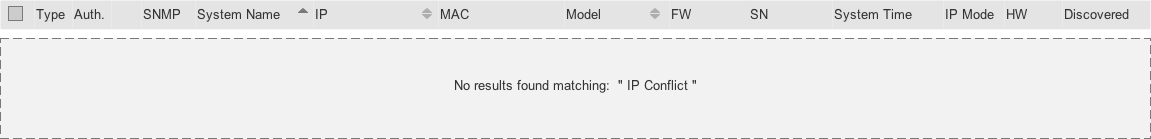 Type Auth. SNMP System Name IP MAC Model FW SN System Time IP Mode HW Discovered
No results found matching: " IP Conflict "